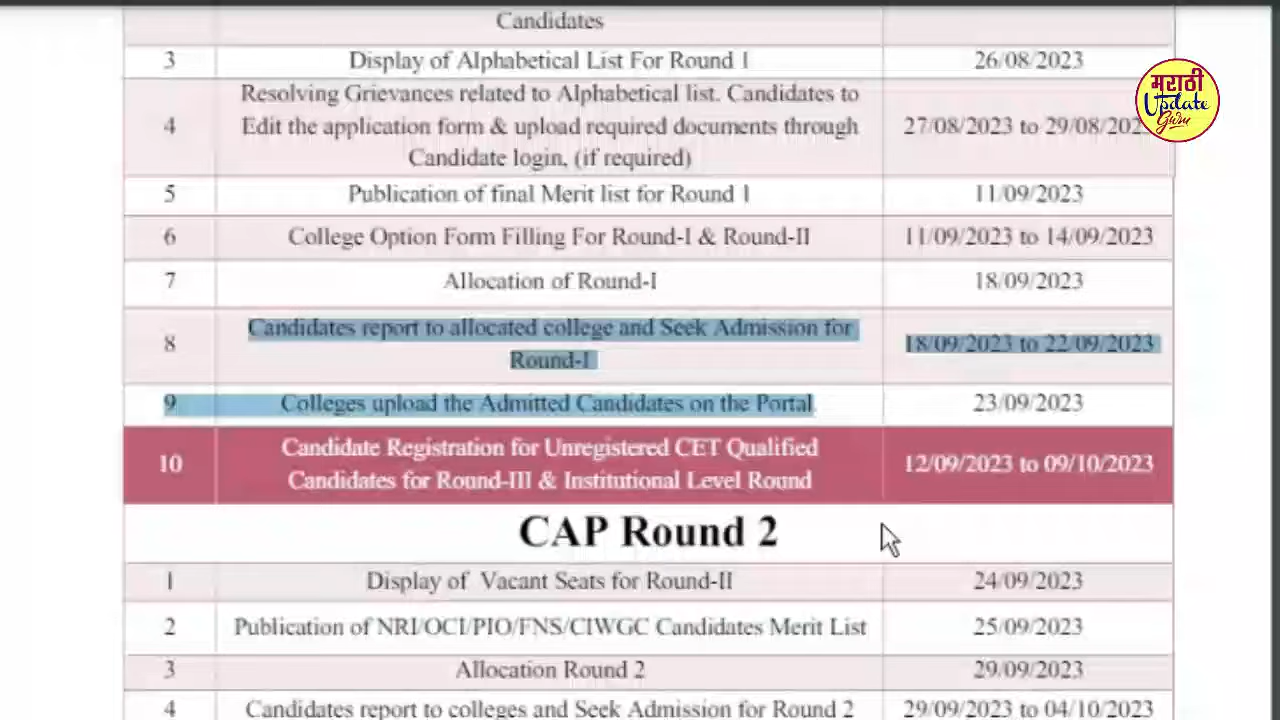 Candidates
3 Display of Alphabetical List For Round I 26/08/2023
Resolving Grievances related to Alphabetical list. Candidates to
4 Edit the application form & upload required documents through 27/08/2023 to 29/08/202
Candidate login, (if required)
5 Publication of final Merit list for Round I 11/09/2023
6 College Option Form Filling For Round-I & Round-II 11/09/2023 to 14/09/2023
7 Allocation of Round-I 18/09/2023
8 Candidates report to allocated college and Seek Admission for 18/09/2023 to 22/09/2023
Round-I
9 Colleges upload the Admitted Candidates on the Portal 23/09/2023
10 Candidate Registration for Unregistered CET Qualified 12/09/2023 to 09/10/2023
Candidates for Round-III & Institutional Level Round
CAP Round 2
1 Display of Vacant Seats for Round-II 24/09/2023
2 Publication of NRI/OCI/PIO/FNS/CIWGC Candidates Merit List 25/09/2023
3 Allocation Round 2 29/09/2023
4 Candidates report to colleges and Seek Admission for Round 2 29/09/2023 to 04/10/2023
मराठी
Update
Guru